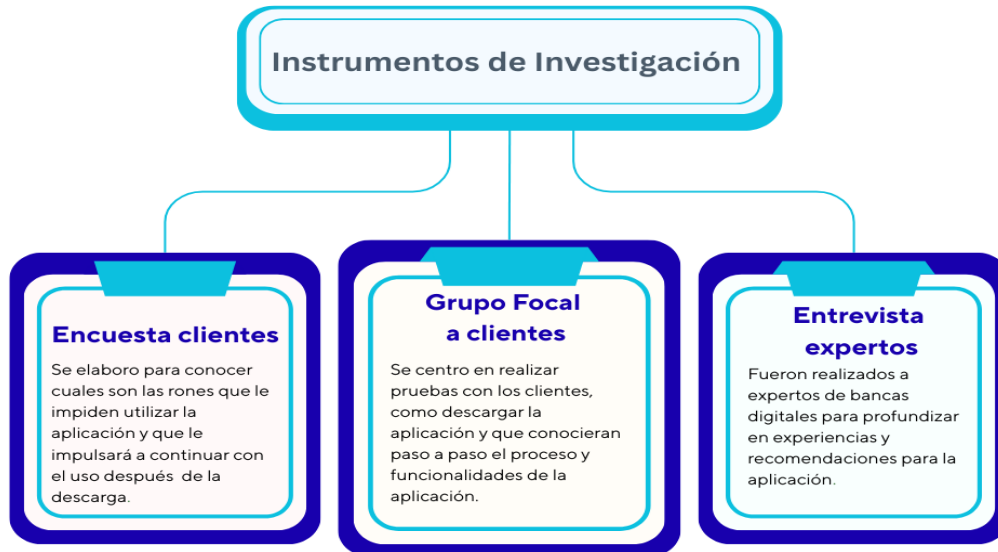 Instrumentos de Investigación
Encuesta clientes
Se elaboro para conocer
cuales son las rones que le
impiden utilizar la
aplicación y que le
impulsará a continuar con
el uso después de la
descarga.
Grupo Focal
a clientes
Se centro en realizar
pruebas con los clientes,
como descargar la
aplicación y que conocieran
paso a paso el proceso y
funcionalidades de la
aplicación.
Entrevista
expertos
Fueron realizados a
expertos de bancas
digitales para profundizar
en experiencias y
recomendaciones para la
aplicación.